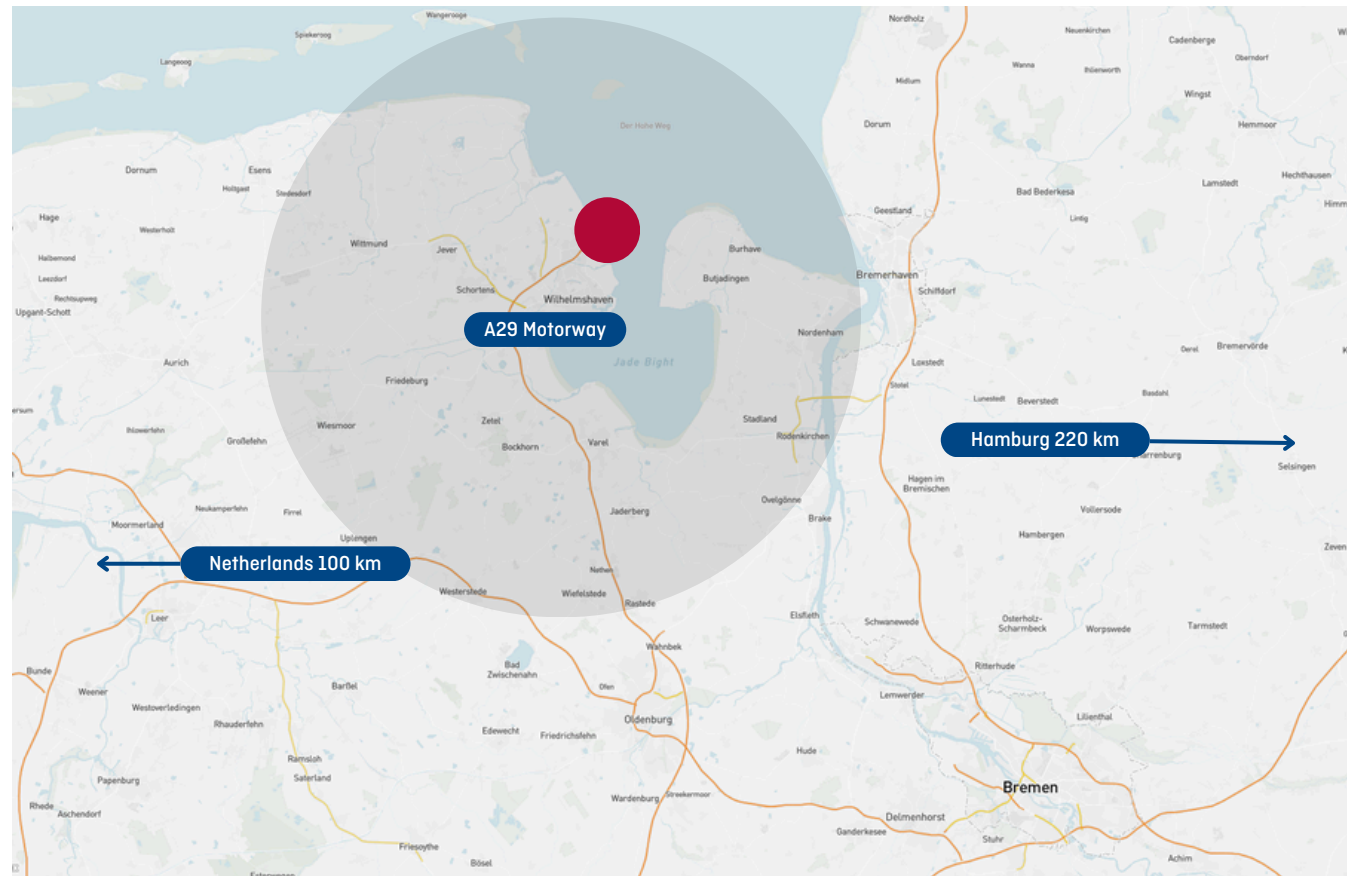 Wangerooge
Nordholz
Spiekeroog
Neuenkirchen
Cadenberge
Langeoog
Wanna
Ihlienworth
Oberndorf
Midlum
Wingst
Der Hohe Weg
Dorum
Hemmoor
Dornum
Esens
Hechthausen
Holtgast
Stedesdorf
Bad Bederkesa
Lamstedt
Hage
Geestland
Lintig
Westerholt
Wittmund
Jever
Burhave
Halbemond
Leezdorf
Butjadingen
Bremerhaven
Schortens
Schiffdorf
Rechtsupweg
Wilhelmshaven
Upgant-Schott
A29 Motorway
Nordenham
Aurich
Jade Bight
Loxstedt
Oerel
Bremervörde
Friedeburg
Stotel
Lunestedt
Beverstedt
Basdahl
Zetel
Stadland
Wiesmoor
Ihlowerfehn
Großefehn
Bockhorn
Varel
Rodenkirchen
Hamburg 220 km
Selsingen
Hagen im
Bremischen
Ovelgönne
Neukamperfehn
Firrel
Jaderberg
Brake
Vollersode
Moormerland
Uplengen
Hambergen
Netherlands 100 km
Nethen
Westerstede
Wiefelstede
Rastede
Leer
Elsfleth
Schwanewede
Osterholz-
Scharmbeck
Worpswede
Tarmstedt
Wahnbek
Bunde
Bad
Zwischenahn
Ritterhude
Weener
Barßel
Ofen
Lemwerder
Westoverledingen
Rhauderfehn
Oldenburg
Lilienthal
Edewecht
Friedrichsfehn
Hude
Ramsloh
Saterland
Papenburg
Bremen
Rhede
Aschendorf
Wardenburg
Streekermoor
Delmenhorst
Ganderkesee
Stuhr
Friesoythe
Bösel
Achim